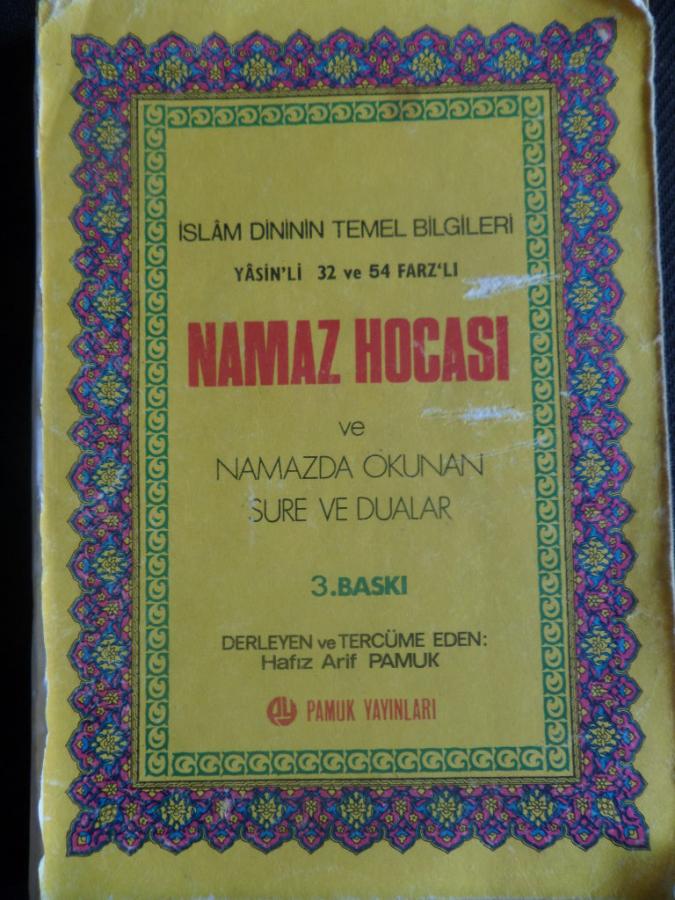 İSLÂM DİNİNİN TEMEL BİLGİLERİ
YÂSİN'Lİ 32 ve 54 FARZ'LI
NAMAZ HOCASI
ve
NAMAZDA OKUNAN
SURE VE DUALAR
3.BASKI
DERLEYEN ve TERCÜME EDEN:
Hafız Arif PAMUK
PAMUK YAYINLARI